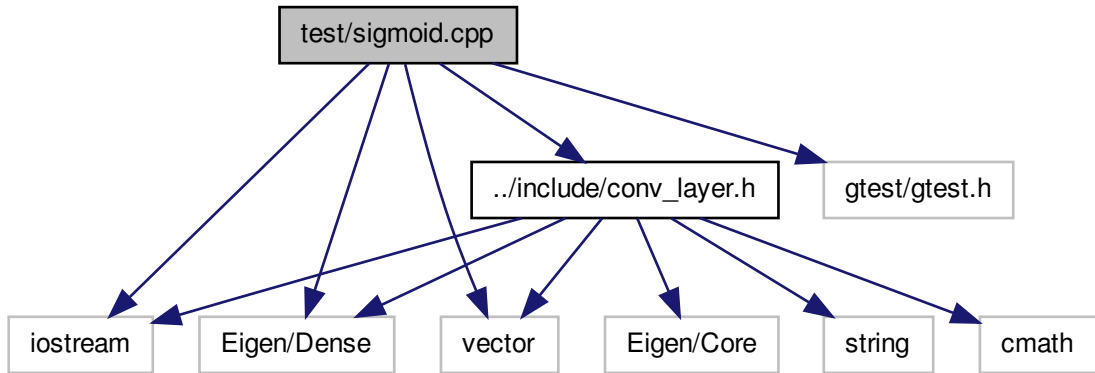 test/sigmoid.cpp
../include/conv_layer.h
gtest/gtest.h
iostream
Eigen/Dense
vector
Eigen/Core
string
cmath